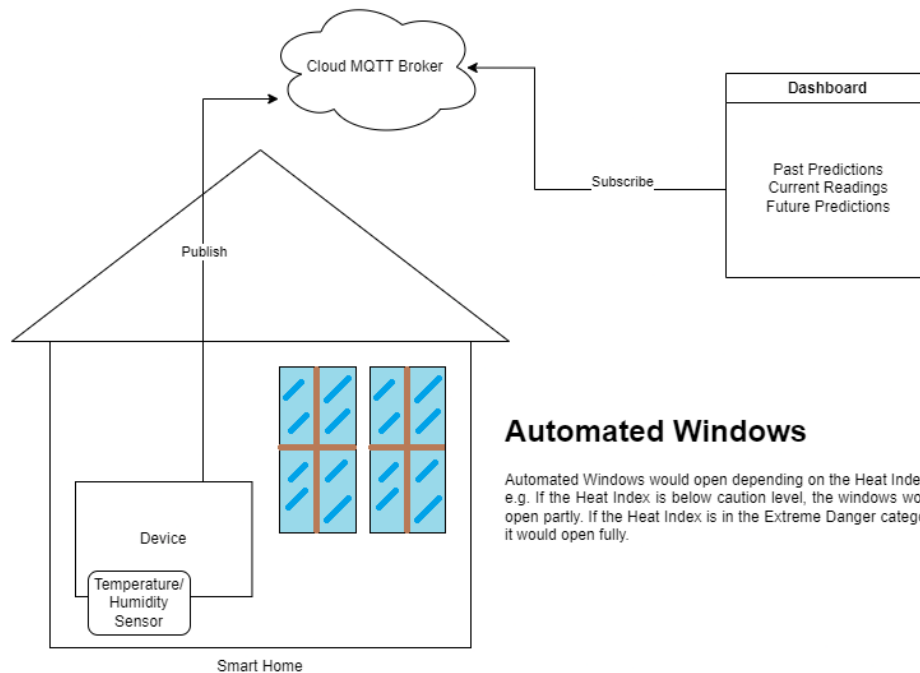 Cloud MQTT Broker
Dashboard
Past Predictions
Current Readings
Future Predictions
Subscribe
Publish
Automated Windows
Automated Windows would open depending on the Heat
e.g. If the Heat Index is below caution level, the windows
open partly. If the Heat Index is in the Extreme Danger
it would open fully.
Device
Temperature/
Humidity
Sensor
Smart Home